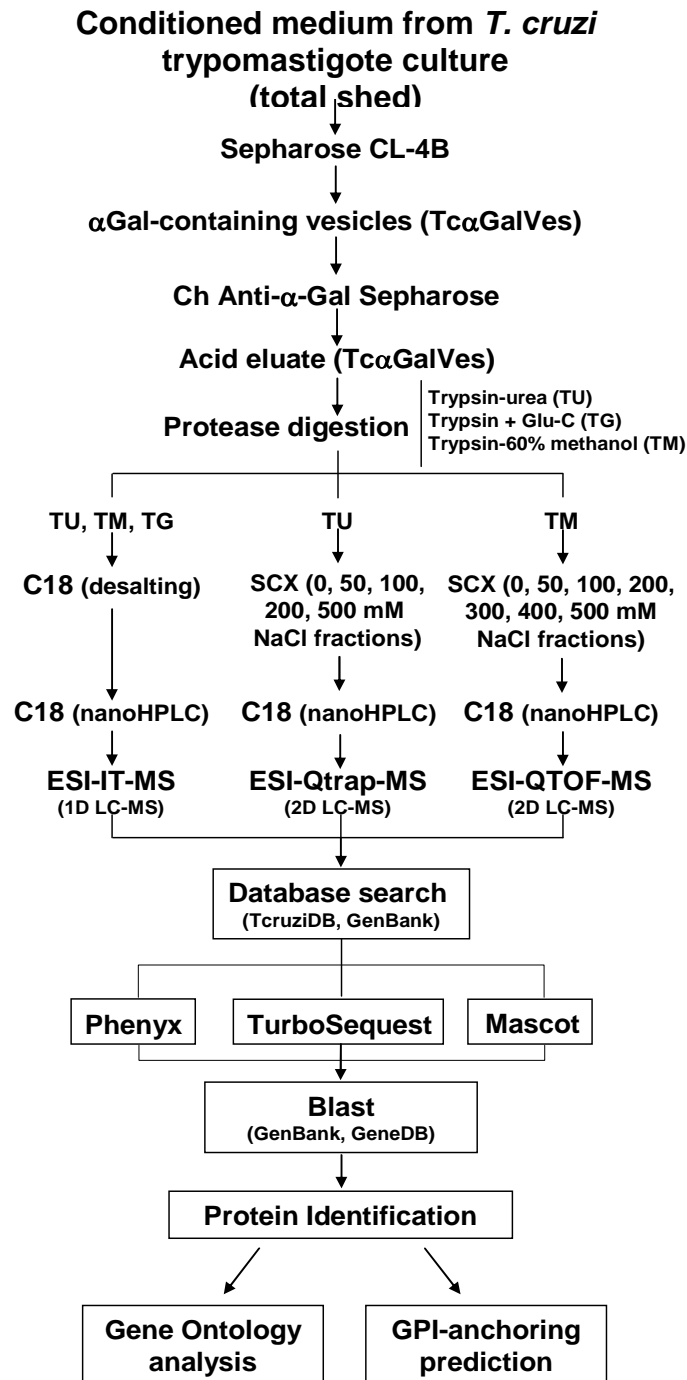 Conditioned medium from T. cruzi
trypomastigote culture
(total shed)
Sepharose CL-4B
αGal-containing vesicles (TcαGalVes)
Ch Anti-α-Gal Sepharose
Acid eluate (TcαGalVes)
Protease digestion
Trypsin-urea (TU)
Trypsin + Glu-C (TG)
Trypsin-60% methanol (TM)
TU, TM, TG
C18 (desalting)
C18 (nanoHPLC)
ESI-IT-MS
(1D LC-MS)
TU
SCX (0, 50, 100,
200, 500 mM
NaCl fractions)
C18 (nanoHPLC)
ESI-Qtrap-MS
(2D LC-MS)
TM
SCX (0, 50, 100, 200,
300, 400, 500 mM
NaCl fractions)
C18 (nanoHPLC)
ESI-QTOF-MS
(2D LC-MS)
Database search
(TcruziDB, GenBank)
Phenyx
TurboSequest
Mascot
Blast
(GenBank, GeneDB)
Protein Identification
Gene Ontology
analysis
GPI-anchoring
prediction